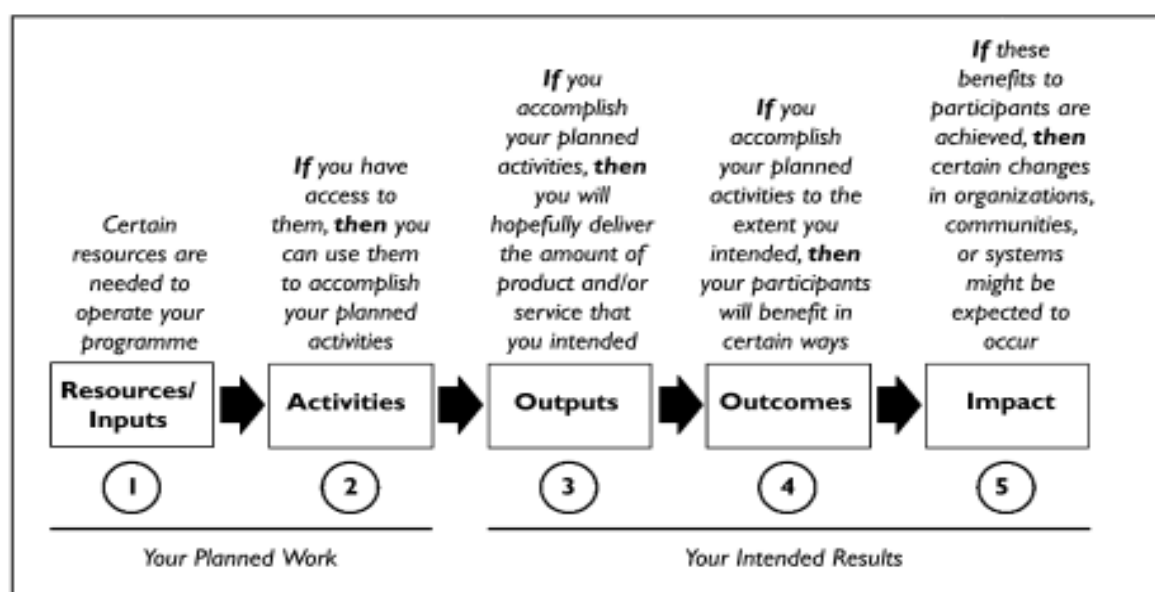 Certain
resources are
needed to
operate your
programme
If you have
access to
them, then you
can use them
to accomplish
your planned
activities
If you
accomplish
your planned
activities, then
you will
hopefully deliver
the amount of
product and/or
service that
you intended
If you
accomplish
your planned
activities to the
extent you
intended, then
your participants
will benefit in
certain ways
If these
benefits to
participants are
achieved, then
certain changes
in organizations,
communities,
or systems
might be
expected to
occur
Resources/
Inputs
Activities
Outputs
Outcomes
Impact
1
2
3
4
5
Your Planned Work
Your Intended Results